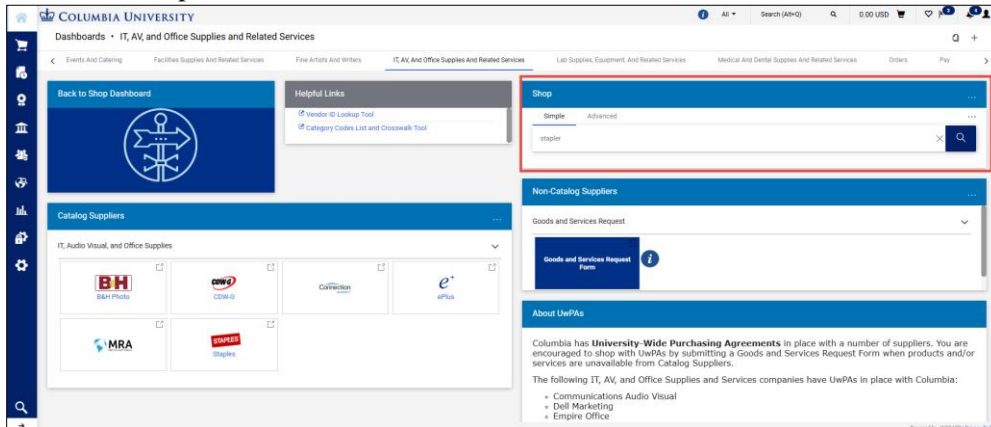 COLUMBIA UNIVERSITY
All
Search (Alt+Q)
0.00 USD
Dashboards • IT, AV, and Office Supplies and Related Services
Events And Catering
Facilities Supplies And Related Services
Fine Artists And Writers
IT, AV, And Office Supplies And Related Services
Lab Supplies, Equipment, And Related Services
Medical And Dental Supplies And Related Services
Orders
Pay
Back to Shop Dashboard
Helpful Links
Vendor ID Lookup Tool
Category Codes List and Crosswalk Tool
Shop
Simple
Advanced
stapler
Non-Catalog Suppliers
Goods and Services Request
Goods and Services Request
Form
Catalog Suppliers
IT, Audio Visual, and Office Supplies
B&H
B&H Photo
CDW-G
CDW-G
Connection
e+
ePlus
MRA
STAPLES
Staples
About UwPAs
Columbia has University-Wide Purchasing Agreements in place with a number of suppliers. You are
encouraged to shop with UwPAs by submitting a Goods and Services Request Form when products and/or
services are unavailable from Catalog Suppliers.
The following IT, AV, and Office Supplies and Services companies have UwPAs in place with Columbia:
Communications Audio Visual
Dell Marketing
Empire Office